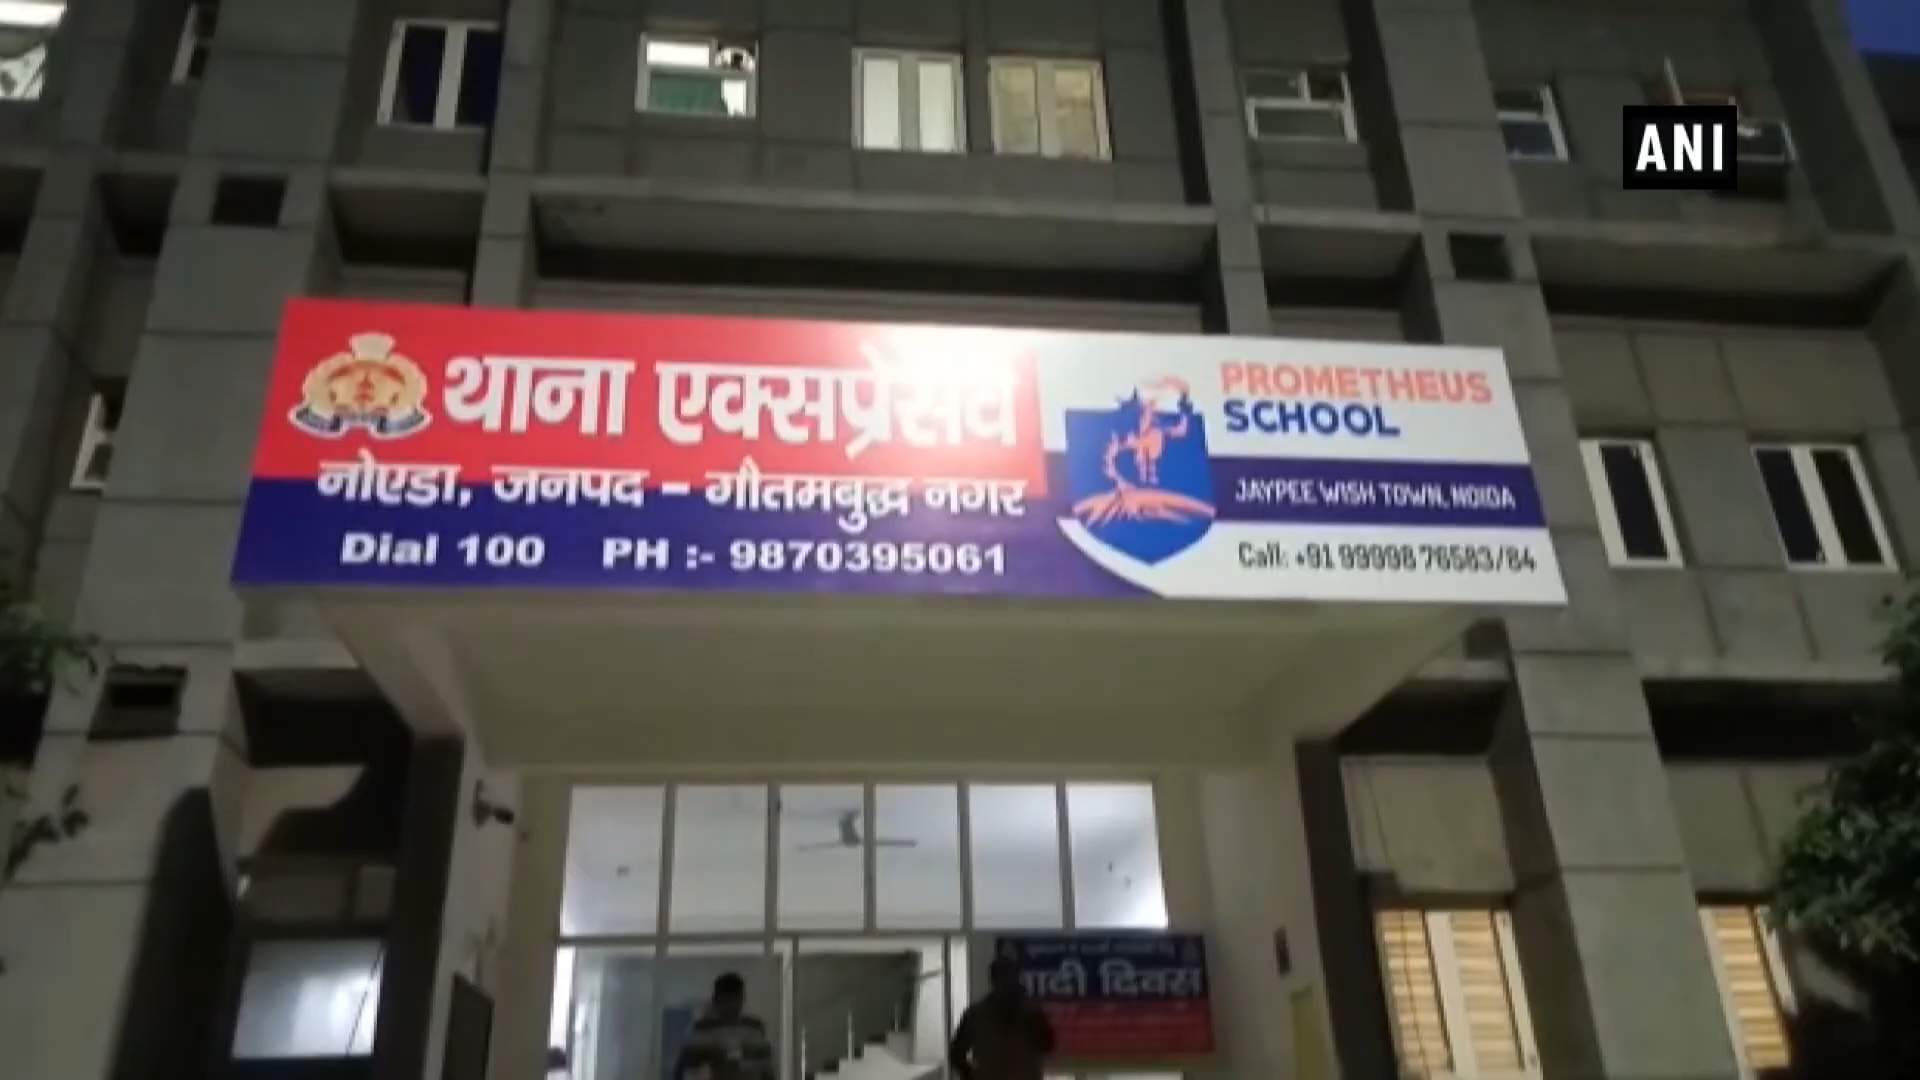 ANI
थाना एक्सप्रेसवे
नोएडा, जनपद - गौतमबुद्ध नगर
Dial 100 PH :- 9870395061
PROMETHEUS
SCHOOL
JAYPEE WISH TOWN, NOIDA
Call: +91 99998 76583/84
दिवस